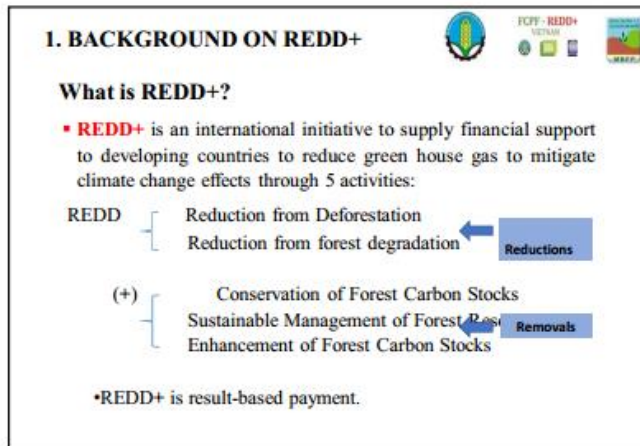 1. BACKGROUND ON REDD+
FCPF - REDD+
VIETNAM
What is REDD+?
▪ REDD+ is an international initiative to supply financial support
to developing countries to reduce green house gas to mitigate
climate change effects through 5 activities:
REDD
Reduction from Deforestation
Reduction from forest degradation
Reductions
(+)
Conservation of Forest Carbon Stocks
Sustainable Management of Forest
Removals
Enhancement of Forest Carbon Stocks
•REDD+ is result-based payment.